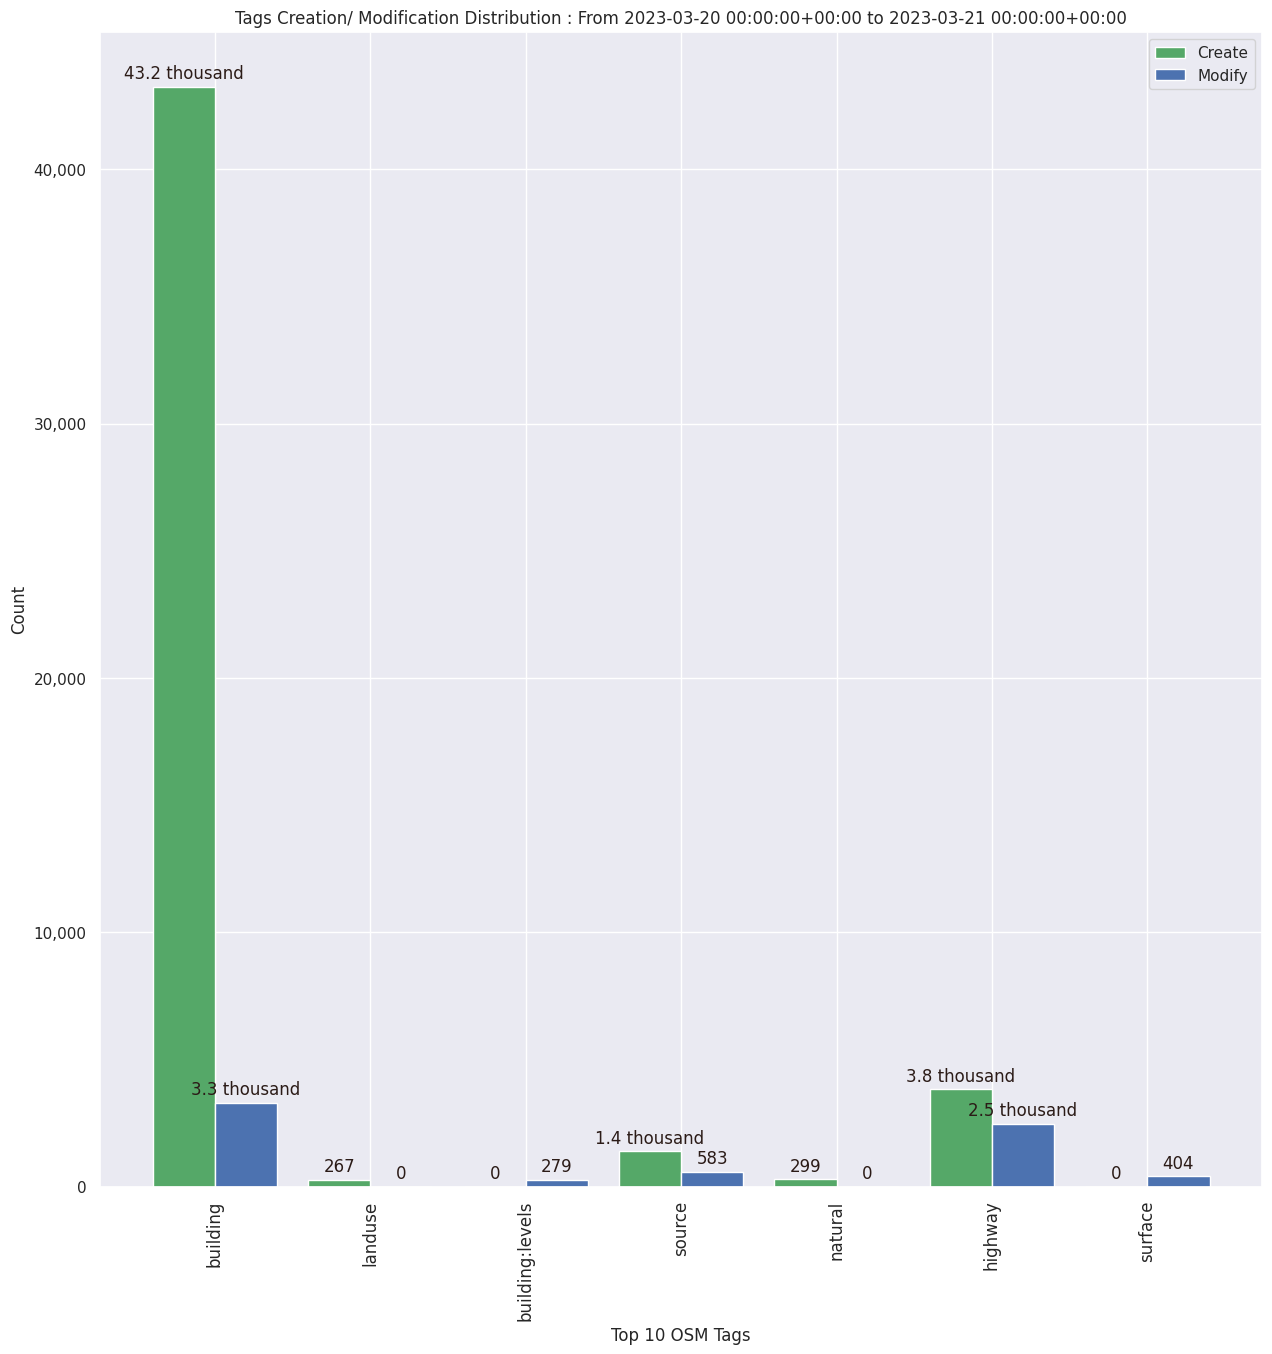 Tags Creation/ Modification Distribution : From 2023-03-20 00:00:00+00:00 to 2023-03-21 00:00:00+00:00
Create
Modify
43.2 thousand
40,000
30,000
20,000
10,000
0
Count
3.3 thousand
267
0
0
279
1.4 thousand
583
299
0
3.8 thousand
2.5 thousand
0
404
building
landuse
building:levels
source
natural
highway
surface
Top 10 OSM Tags